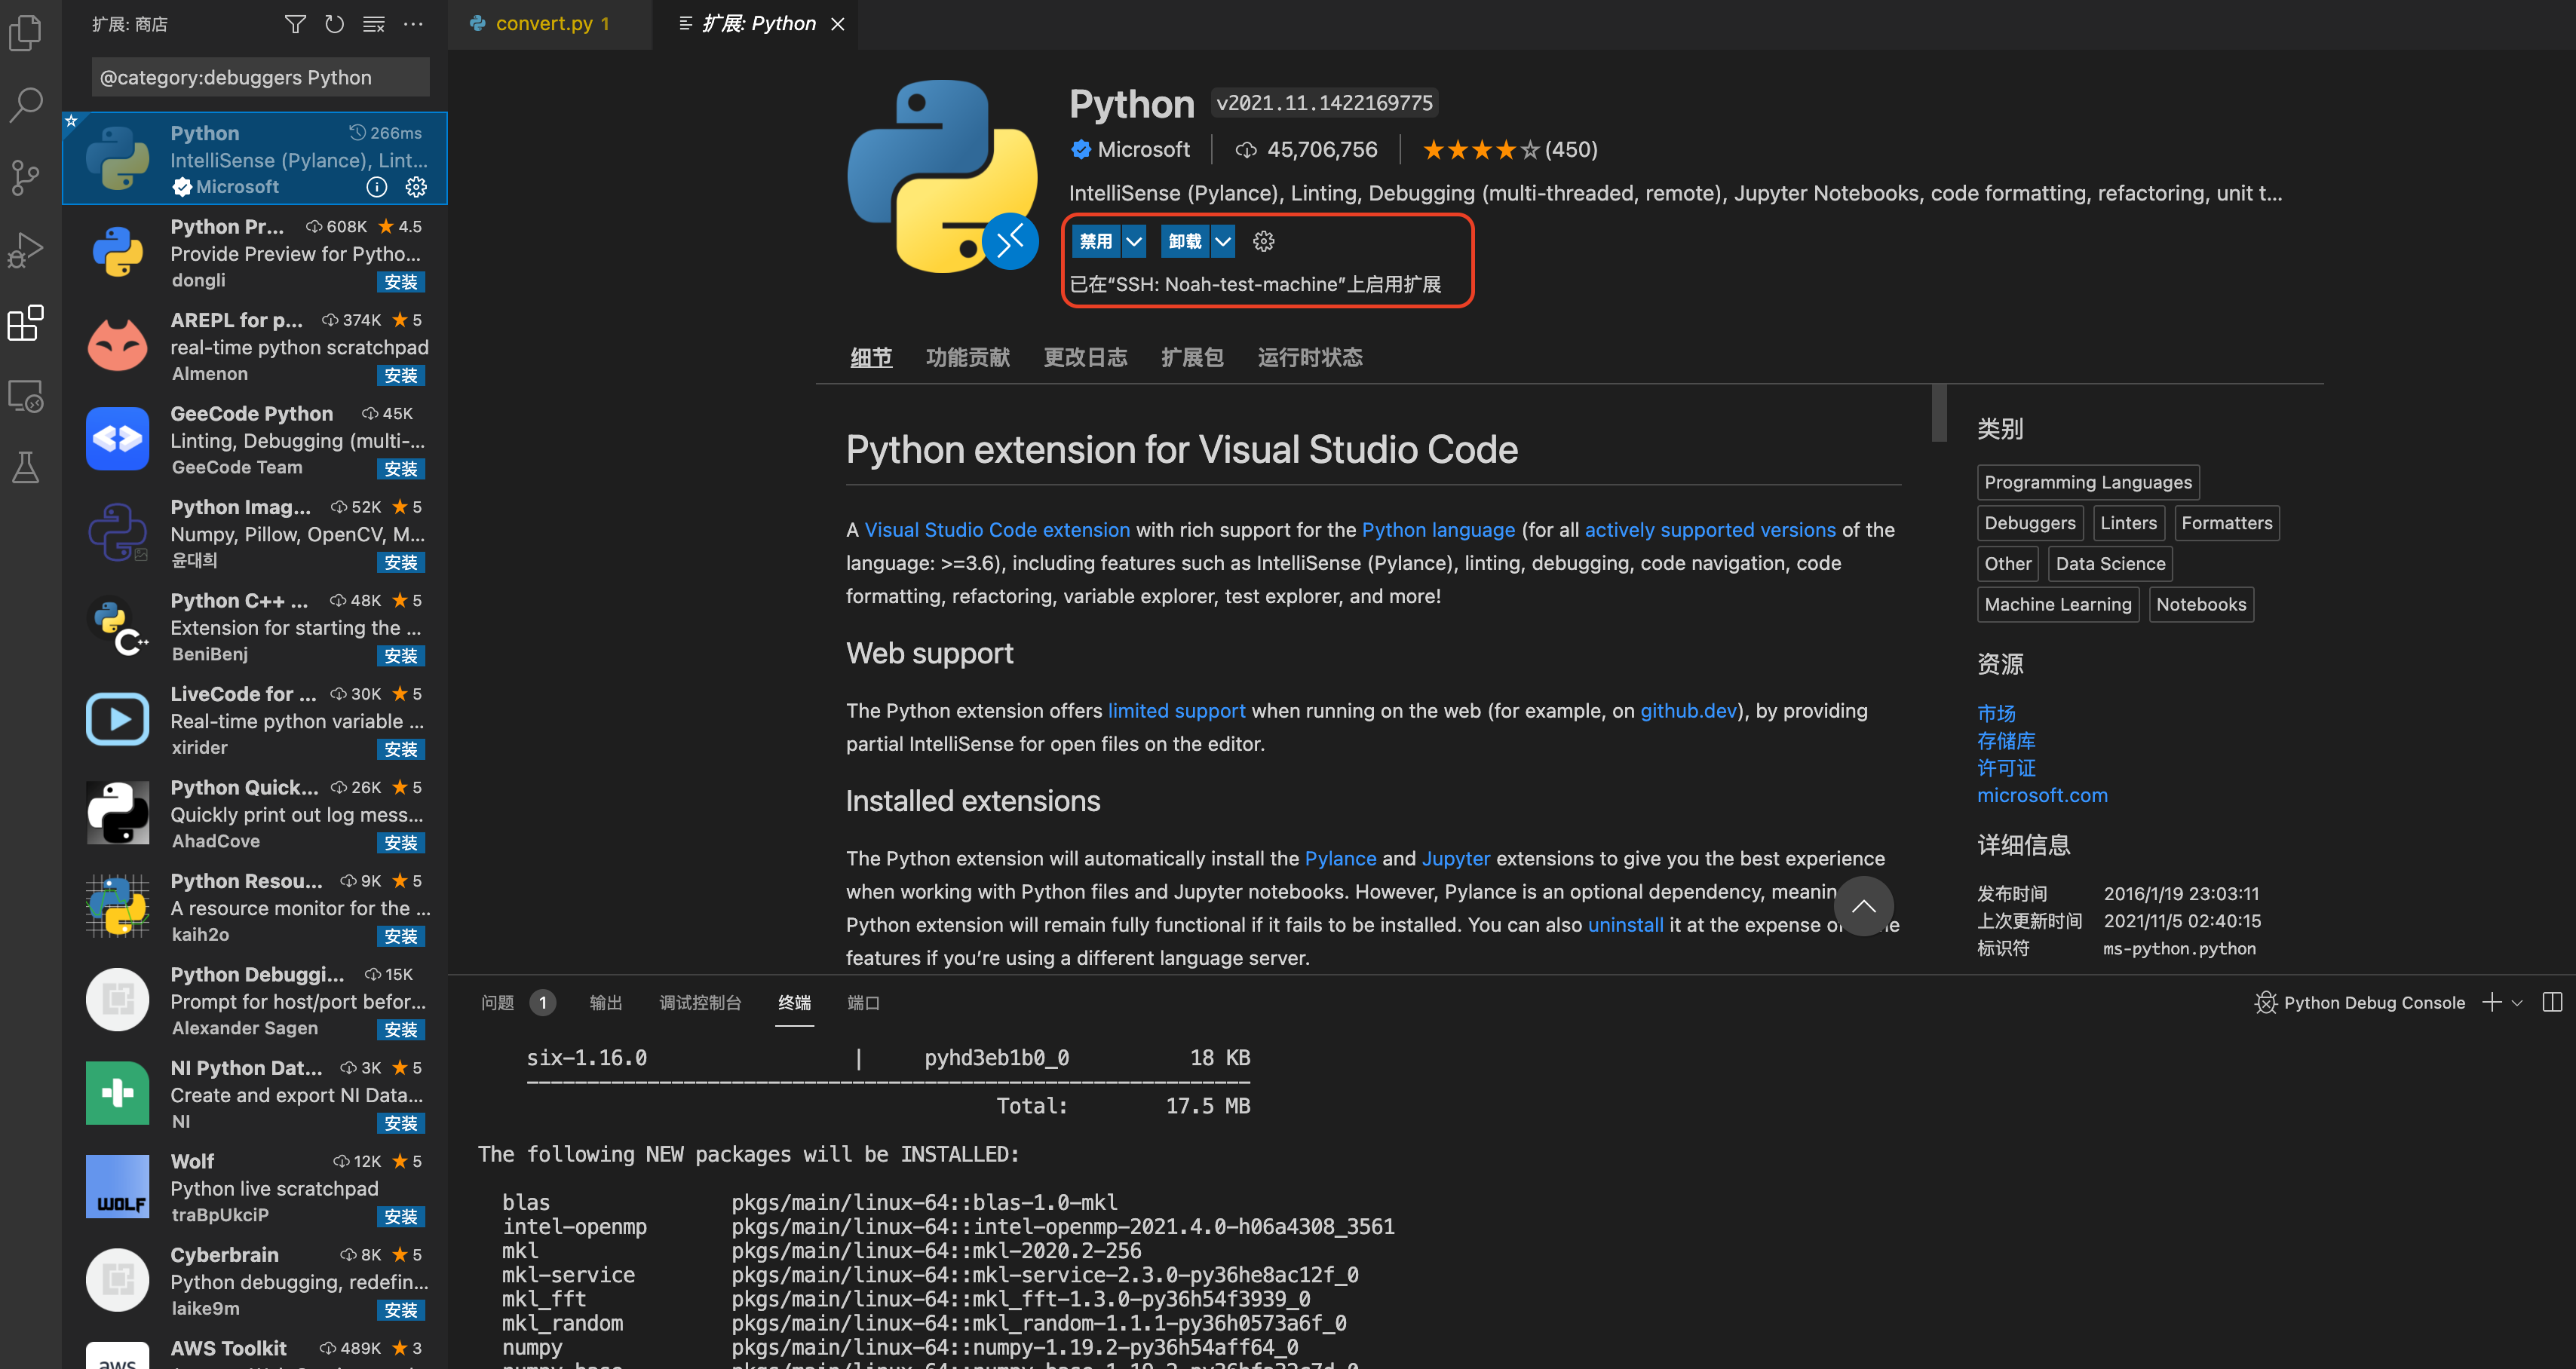 扩展: 商店
@category:debuggers Python
Python 266ms
IntelliSense (Pylance), Lint...
Microsoft
Python Pr... 608K 4.5
Provide Preview for Pytho...
dongli 安装
AREPL for p... 374K 5
real-time python scratchpad
Almenon 安装
GeeCode Python 45K
Linting, Debugging (multi-...
GeeCode Team 安装
Python Imag... 52K 5
Numpy, Pillow, OpenCV, M...
윤대희 安装
Python C++ ... 48K 5
Extension for starting the ...
BeniBenj 安装
LiveCode for ... 30K 5
Real-time python variable ...
xirider 安装
Python Quick... 26K 5
Quickly print out log mess...
AhadCove 安装
Python Resou... 9K 5
A resource monitor for the ...
kaih2o 安装
Python Debuggi... 15K
Prompt for host/port befor...
Alexander Sagen 安装
NI Python Dat... 3K 5
Create and export NI Data...
NI 安装
WOLF
Wolf 12K 5
Python live scratchpad
traBpUkciP 安装
Cyberbrain 8K 5
Python debugging, redefin...
laike9m 安装
aws
AWS Toolkit 489K 3
convert.py 1
扩展: Python
Python v2021.11.1422169775
Microsoft 45,706,756 (450)
IntelliSense (Pylance), Linting, Debugging (multi-threaded, remote), Jupyter Notebooks, code formatting, refactoring, unit t...
禁用 卸载
已在“SSH: Noah-test-machine”上启用扩展
细节 功能贡献 更改日志 扩展包 运行时状态
Python extension for Visual Studio Code
A Visual Studio Code extension with rich support for the Python language (for all actively supported versions of the
language: >=3.6), including features such as IntelliSense (Pylance), linting, debugging, code navigation, code
formatting, refactoring, variable explorer, test explorer, and more!
Web support
The Python extension offers limited support when running on the web (for example, on github.dev), by providing
partial IntelliSense for open files on the editor.
Installed extensions
The Python extension will automatically install the Pylance and Jupyter extensions to give you the best experience
when working with Python files and Jupyter notebooks. However, Pylance is an optional dependency, meanin
Python extension will remain fully functional if it fails to be installed. You can also uninstall it at the expense
features if you’re using a different language server.
类别
Programming Languages
Debuggers Linters Formatters
Other Data Science
Machine Learning Notebooks
资源
市场
存储库
许可证
microsoft.com
详细信息
发布时间 2016/1/19 23:03:11
上次更新时间 2021/11/5 02:40:15
标识符 ms-python.python
问题 1 输出 调试控制台 终端 端口
Python Debug Console
six-1.16.0 | pyhd3eb1b0_0 18 KB
------------------------------------------------------------
Total: 17.5 MB
The following NEW packages will be INSTALLED:
blas pkgs/main/linux-64::blas-1.0-mkl
intel-openmp pkgs/main/linux-64::intel-openmp-2021.4.0-h06a4308_3561
mkl pkgs/main/linux-64::mkl-2020.2-256
mkl-service pkgs/main/linux-64::mkl-service-2.3.0-py36he8ac12f_0
mkl_fft pkgs/main/linux-64::mkl_fft-1.3.0-py36h54f3939_0
mkl_random pkgs/main/linux-64::mkl_random-1.1.1-py36h0573a6f_0
numpy pkgs/main/linux-64::numpy-1.19.2-py36h54aff64_0